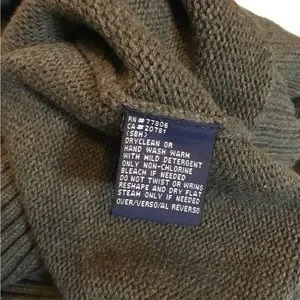 RN#77806
CA#20781
(SBH)
DRYCLEAN OR
HAND WASH WARM
WITH MILD DETERGENT
ONLY NON-CHLORINE
BLEACH IF NEEDED
DO NOT TWIST OR WRING
RESHAPE AND DRY FLAT
STEAM ONLY IF NEEDED
OVER/VERSO/AL REVERSO